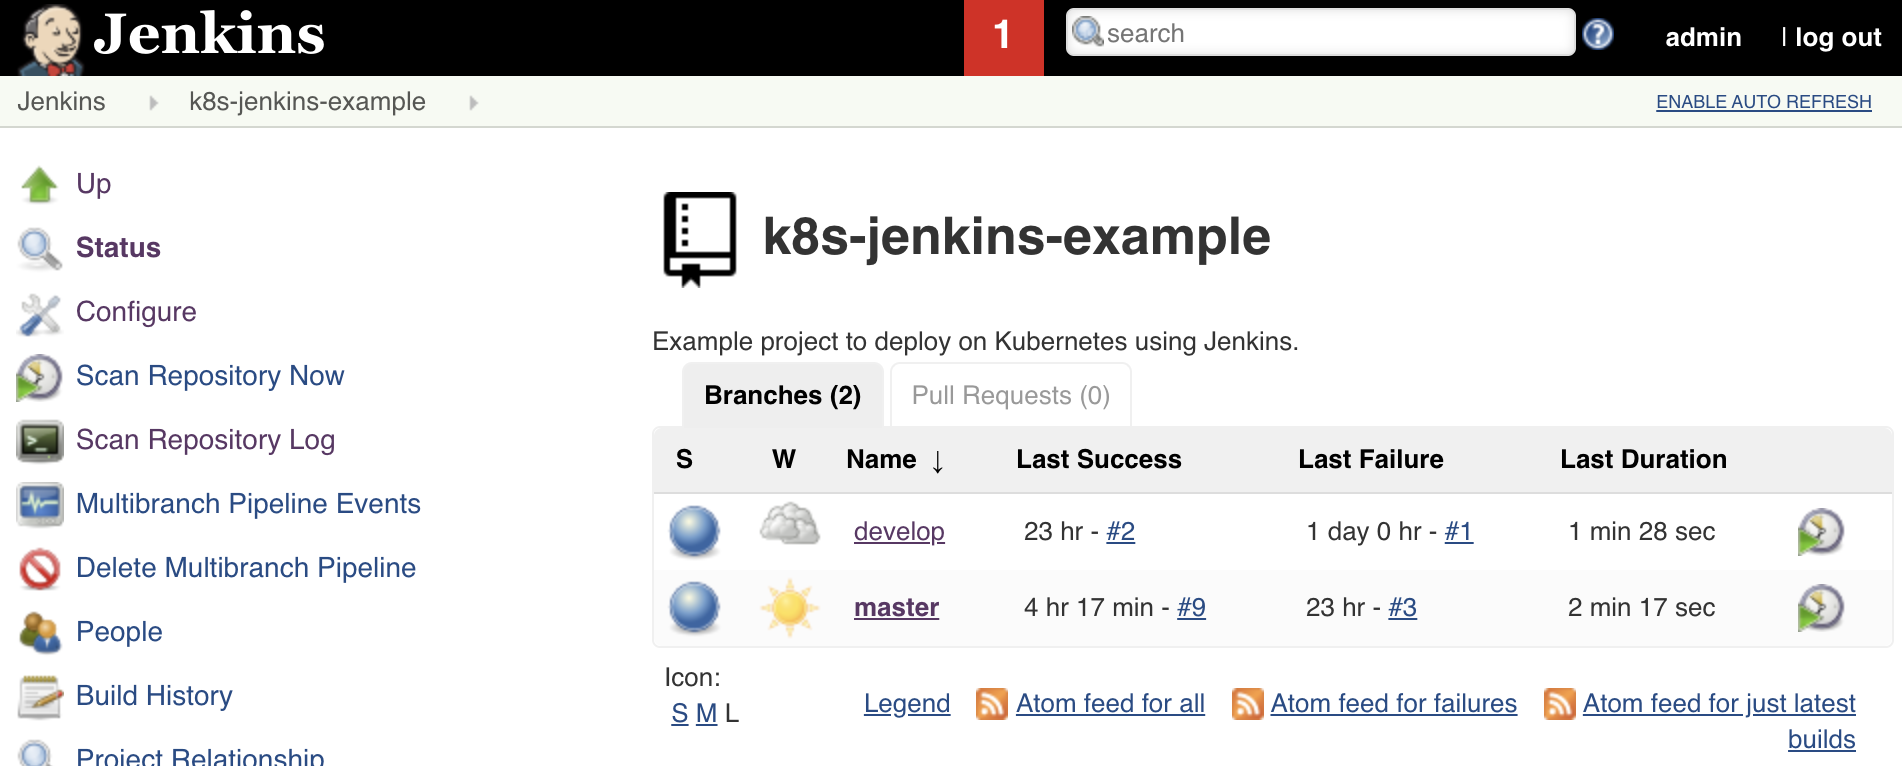 Jenkins
1
search
?
admin
| log out
Jenkins
k8s-jenkins-example
ENABLE AUTO REFRESH
Up
Status
Configure
Scan Repository Now
Scan Repository Log
Multibranch Pipeline Events
Delete Multibranch Pipeline
People
Build History
Project Relationship
k8s-jenkins-example
Example project to deploy on Kubernetes using Jenkins.
Branches (2)
Pull Requests (0)
S W Name ↓ Last Success Last Failure Last Duration
develop 23 hr - #2 1 day 0 hr - #1 1 min 28 sec
master 4 hr 17 min - #9 23 hr - #3 2 min 17 sec
Icon:
S M L
Legend Atom feed for all Atom feed for failures Atom feed for just latest
builds